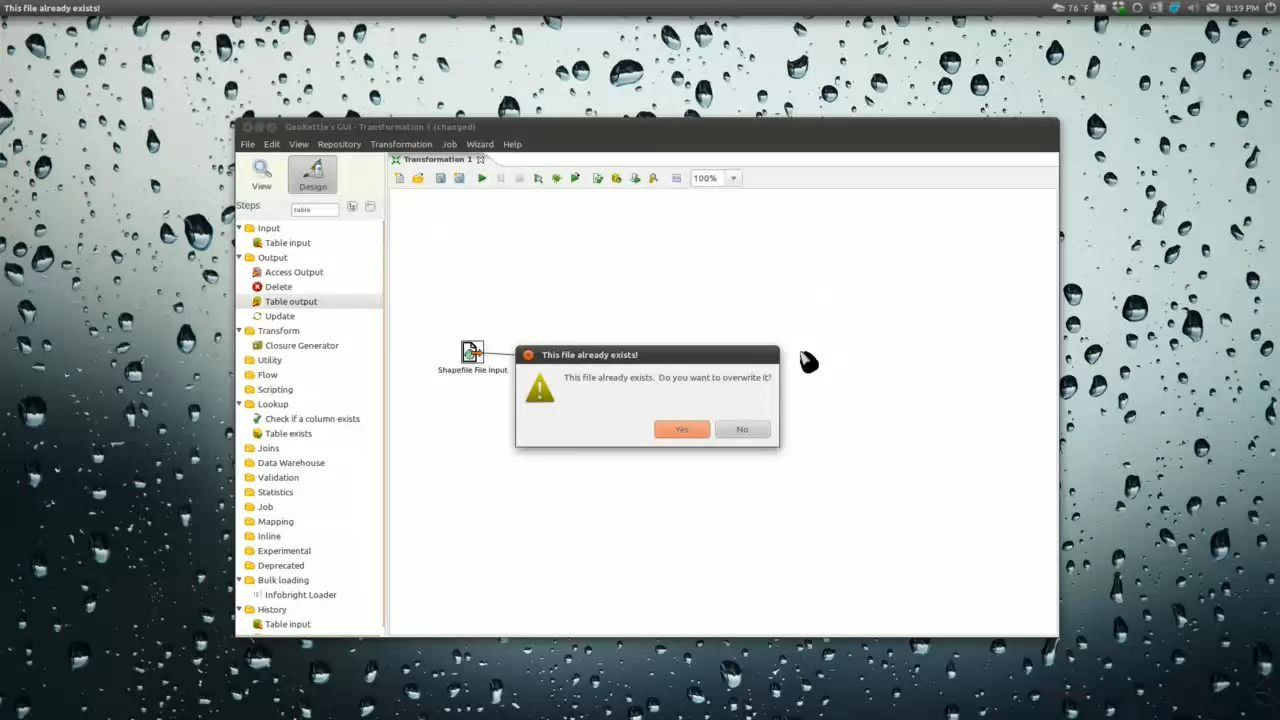 This file already exists!
76 °F
8:39 PM
GeoKettle's GUI - Transformation 1 (changed)
File Edit View Repository Transformation Job Wizard Help
View
Design
Transformation 1
100%
Steps
table
Input
Table input
Output
Access Output
Delete
Table output
Update
Transform
Closure Generator
Utility
Flow
Scripting
Lookup
Check if a column exists
Table exists
Joins
Data Warehouse
Validation
Statistics
Job
Mapping
Inline
Experimental
Deprecated
Bulk loading
Infobright Loader
History
Table input
Shapefile File Input
This file already exists!
This file already exists. Do you want to overwrite it?
Yes
No